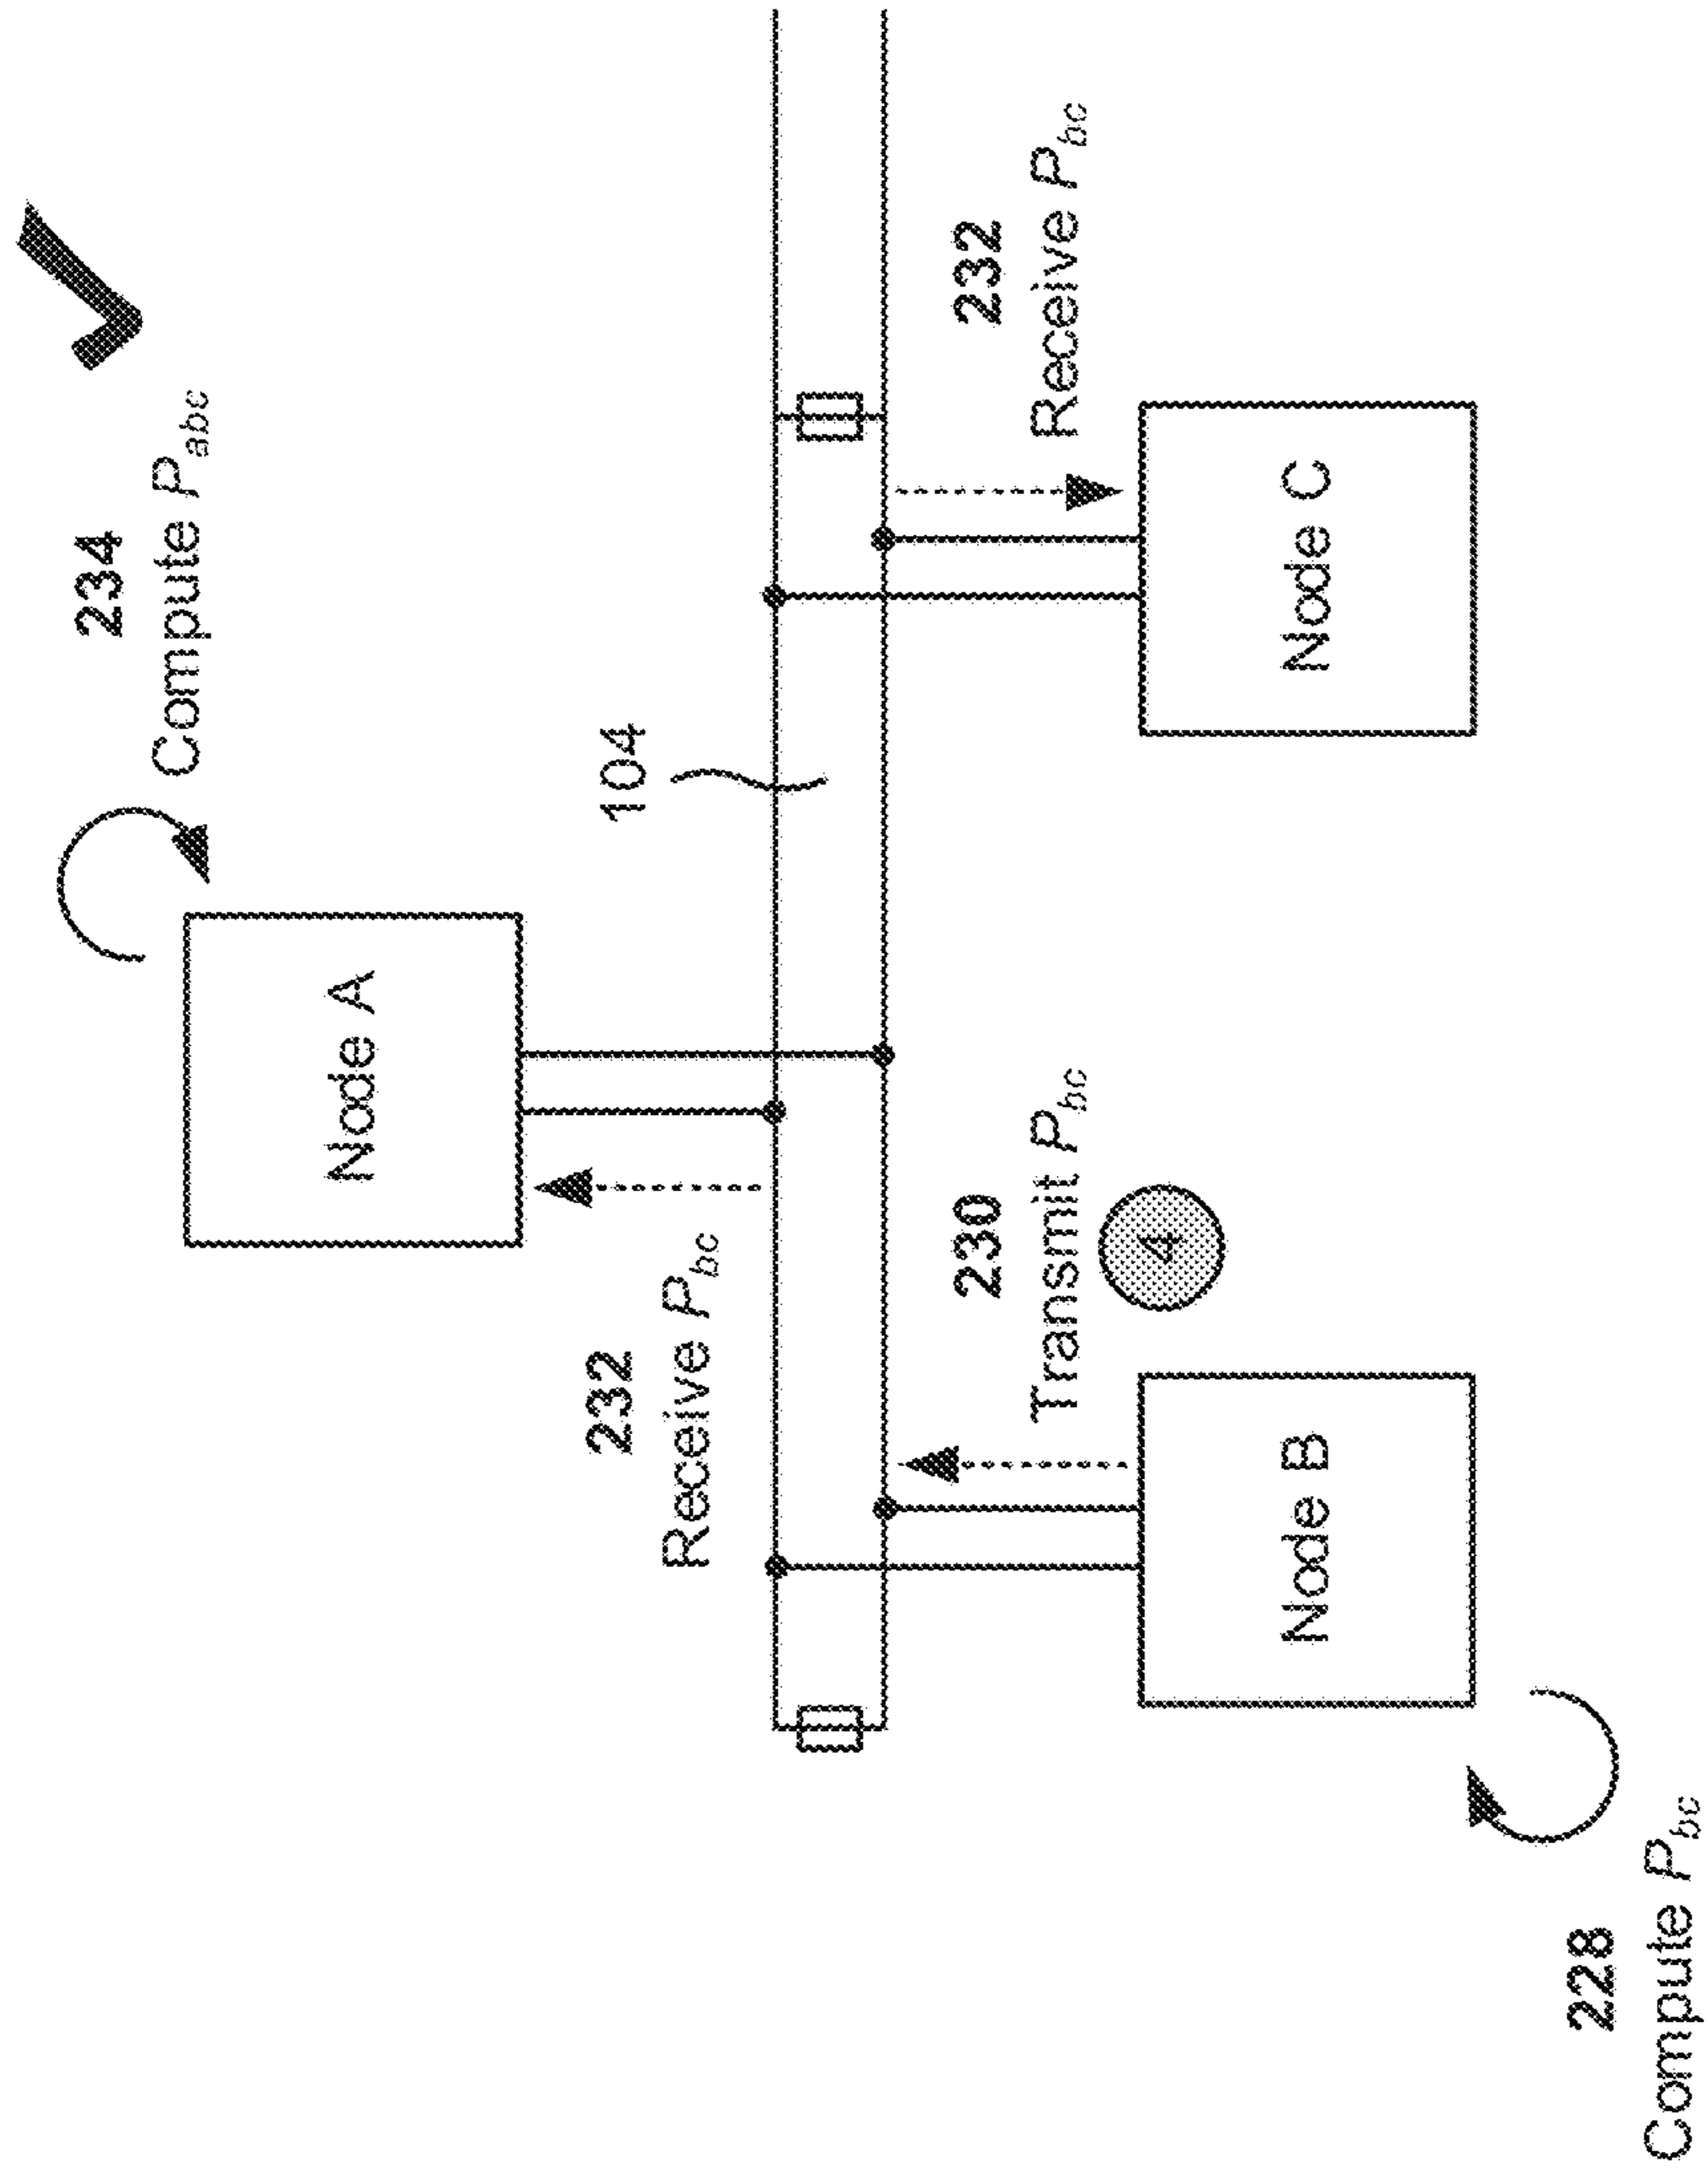 234
Compute P_abc
Node A
232
Receive P_bc
104
230
Transmit P_bc
4
232
Receive P_bc
Node B
Node C
228
Compute P_bc